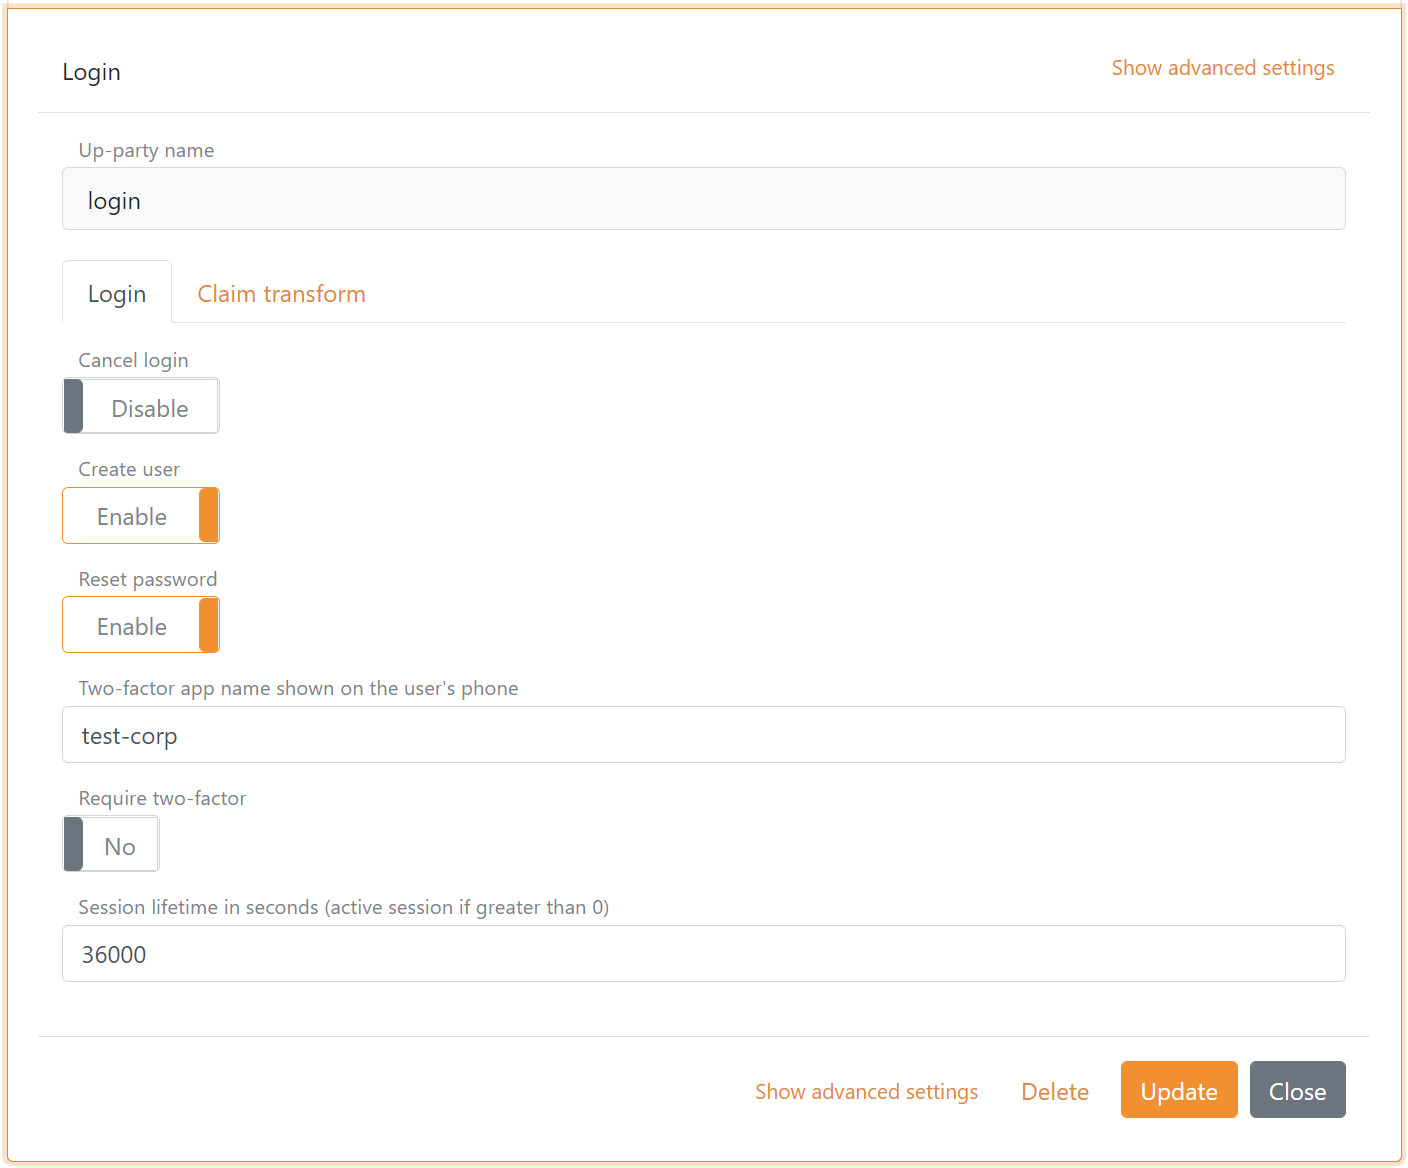 Login
Show advanced settings
Up-party name
login
Login
Claim transform
Cancel login
Disable
Create user
Enable
Reset password
Enable
Two-factor app name shown on the user's phone
test-corp
Require two-factor
No
Session lifetime in seconds (active session if greater than 0)
36000
Show advanced settings
Delete
Update
Close